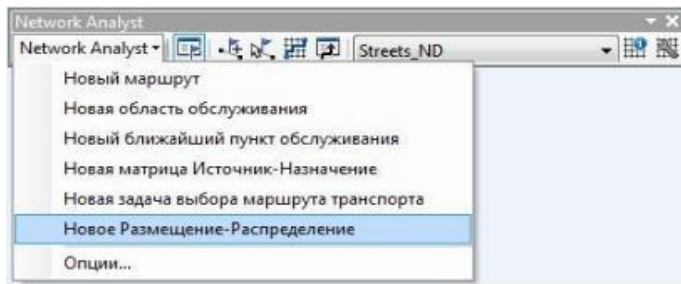 Network Analyst
Network Analyst Streets_ND
Новый маршрут
Новая область обслуживания
Новый ближайший пункт обслуживания
Новая матрица Источник-Назначение
Новая задача выбора маршрута транспорта
Новое Размещение-Распределение
Опции...